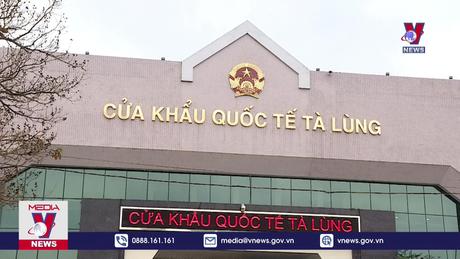 V
NEWS
CỬA KHẨU QUỐC TẾ TÀ LÙNG
CỬA KHẨU QUỐC TẾ TÀ LÙNG
MEDIA
V
NEWS
0888.161.161
media@vnews.gov.vn
vnews.gov.vn